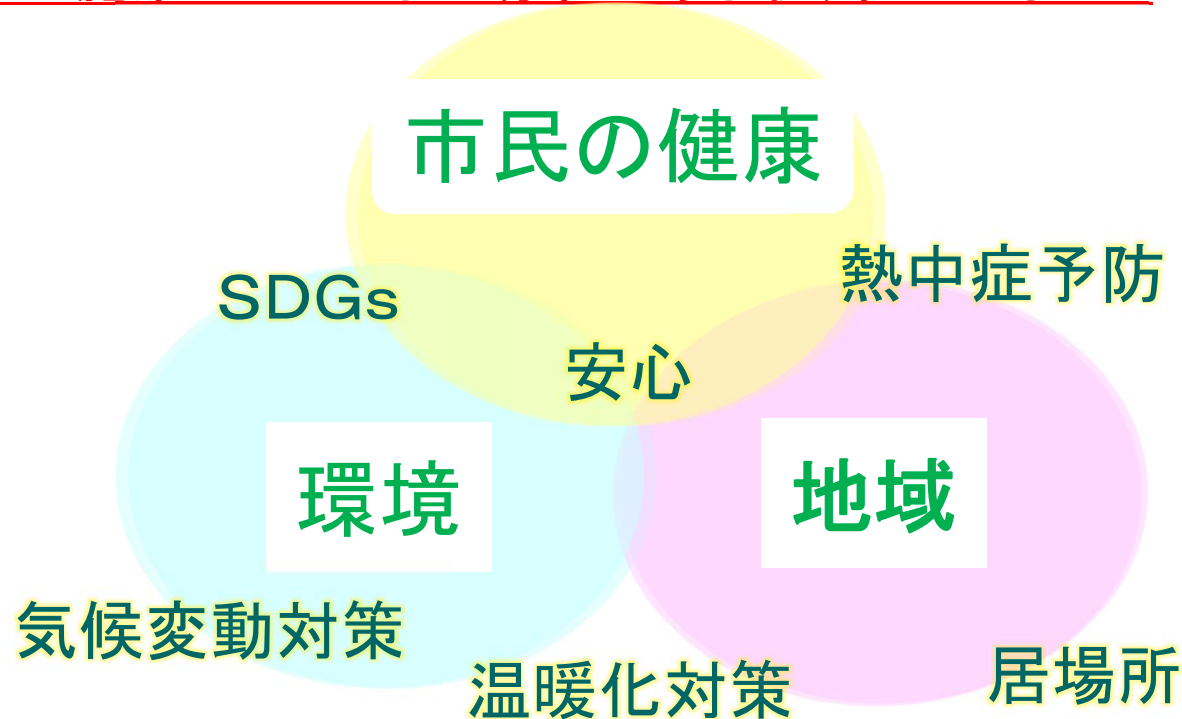 市民の健康
熱中症予防
SDGs
安心
環境
地域
気候変動対策
温暖化対策
居場所